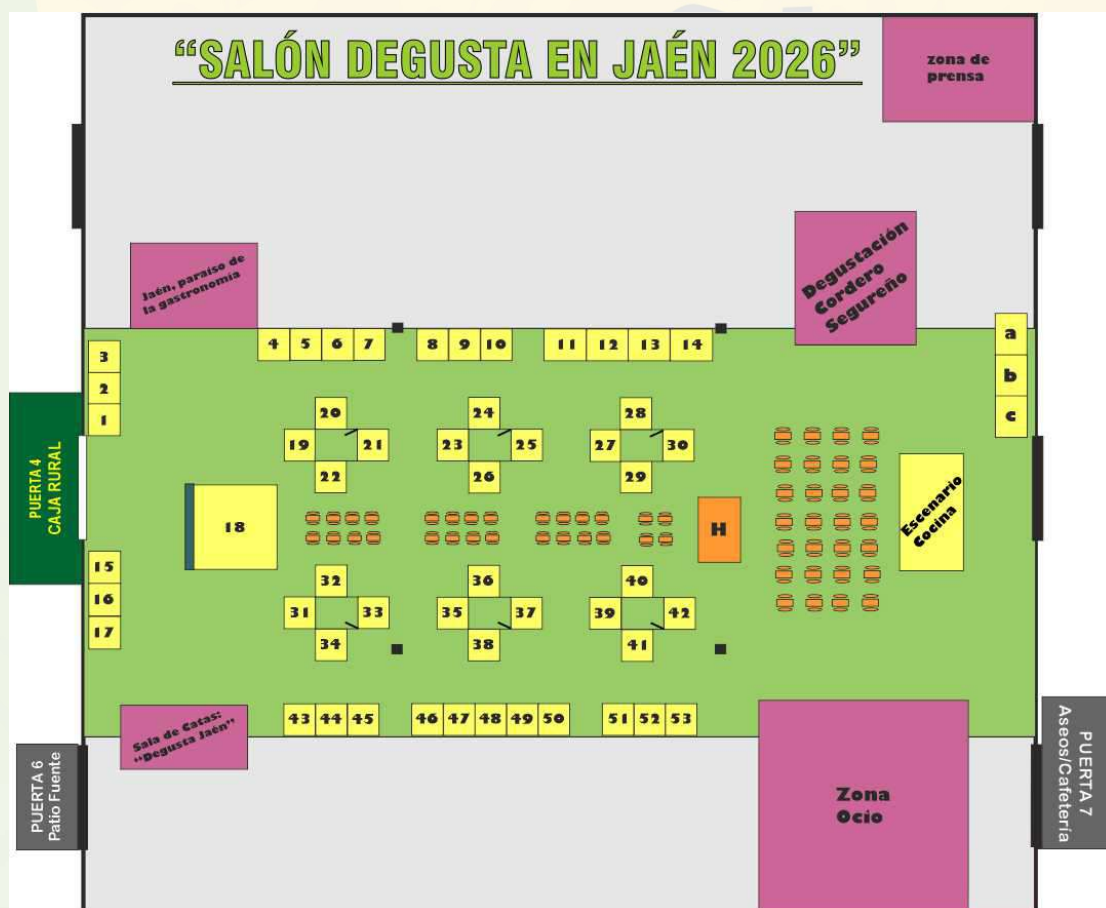 “SALÓN DEGUSTA EN JAÉN 2026”
zona de
prensa
Jaén, paraíso de
la gastronomía
Degustación
Cordero
Segureño
a
b
c
3
2
1
4 5 6 7
8 9 10
11 12 13 14
PUERTA 4
CAJA RURAL
20
19 21
22
24
23 25
26
28
27 30
29
18
H
Escenario
Cocina
15
16
17
32
31 33
34
36
35 37
38
40
39 42
41
Sala de Catas:
“Degusta Jaén”
43 44 45
46 47 48 49 50
51 52 53
PUERTA 6
Patio Fuente
Zona
Ocio
PUERTA 7
Aseos/Cafetería